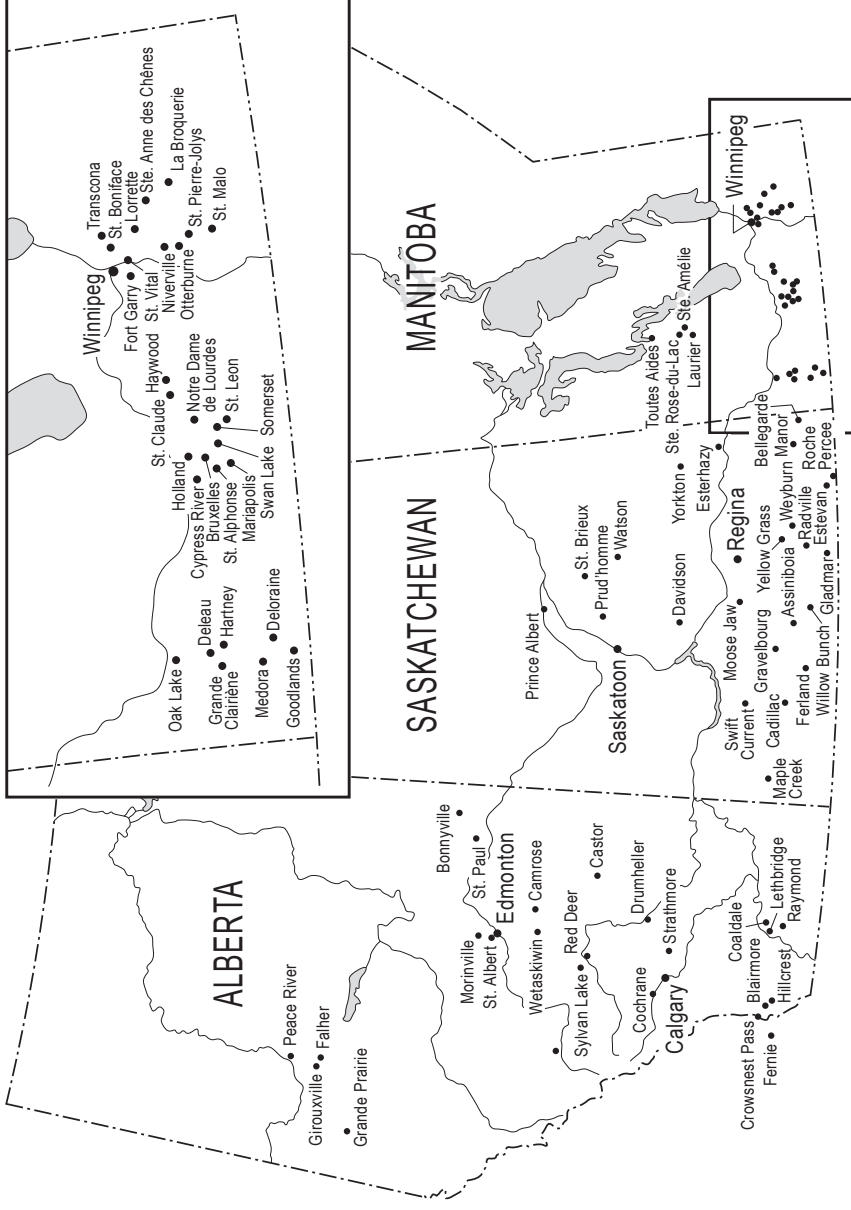 ALBERTA
Peace River
Girouxville
Falher
Grande Prairie
Bonnyville
St. Paul
Edmonton
Morinville
St. Albert
Camrose
Wetaskiwin
Castor
Red Deer
Sylvan Lake
Drumheller
Cochrane
Strathmore
Calgary
Coaldale
Lethbridge
Raymond
Blairmore
Hillcrest
Crowsnest Pass
Fernie
SASKATCHEWAN
Prince Albert
St. Brieux
Prud'homme
Watson
Saskatoon
Davidson
Yorkton
Esterhazy
Regina
Moose Jaw
Swift
Current
Maple
Creek
Cadillac
Gravelbourg
Ferland
Assiniboia
Willow Bunch
Yellow Grass
Weyburn
Radville
Gladmar
Estevan
Bellegarde
Manor
Roche
Percee
MANITOBA
Toutes Aides
Ste. Rose-du-Lac
Ste. Amélie
Laurier
Winnipeg
Winnipeg
Transcona
St. Boniface
Lorrette
Ste. Anne des Chênes
La Broquerie
St. Pierre-Jolys
St. Malo
Fort Garry
St. Vital
Niverville
Otterburne
St. Claude
Haywood
Notre Dame
de Lourdes
St. Leon
Somerset
Swan Lake
Holland
Cypress River
Bruxelles
St. Alphonse
Mariapolis
Oak Lake
Deleau
Hartney
Grande
Clairiène
Medora
Deloraine
Goodlands